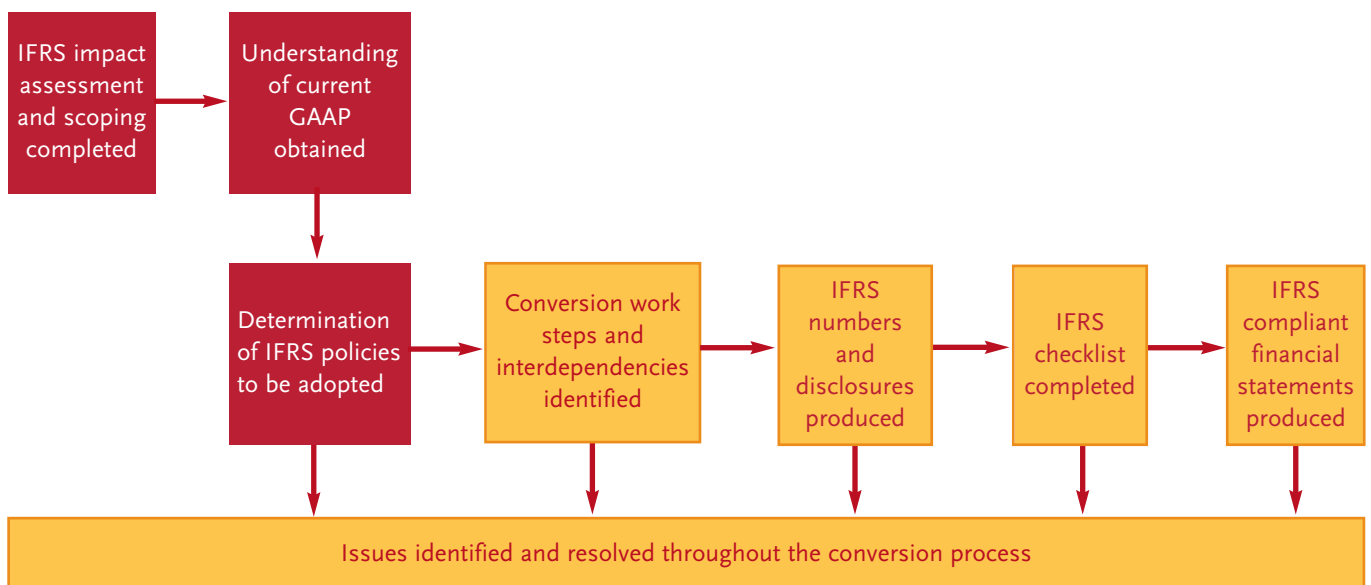 IFRS impact
assessment
and scoping
completed
Understanding
of current
GAAP
obtained
Determination
of IFRS policies
to be adopted
Conversion work
steps and
interdependencies
identified
IFRS
numbers
and
disclosures
produced
IFRS
checklist
completed
IFRS
compliant
financial
statements
produced
Issues identified and resolved throughout the conversion process